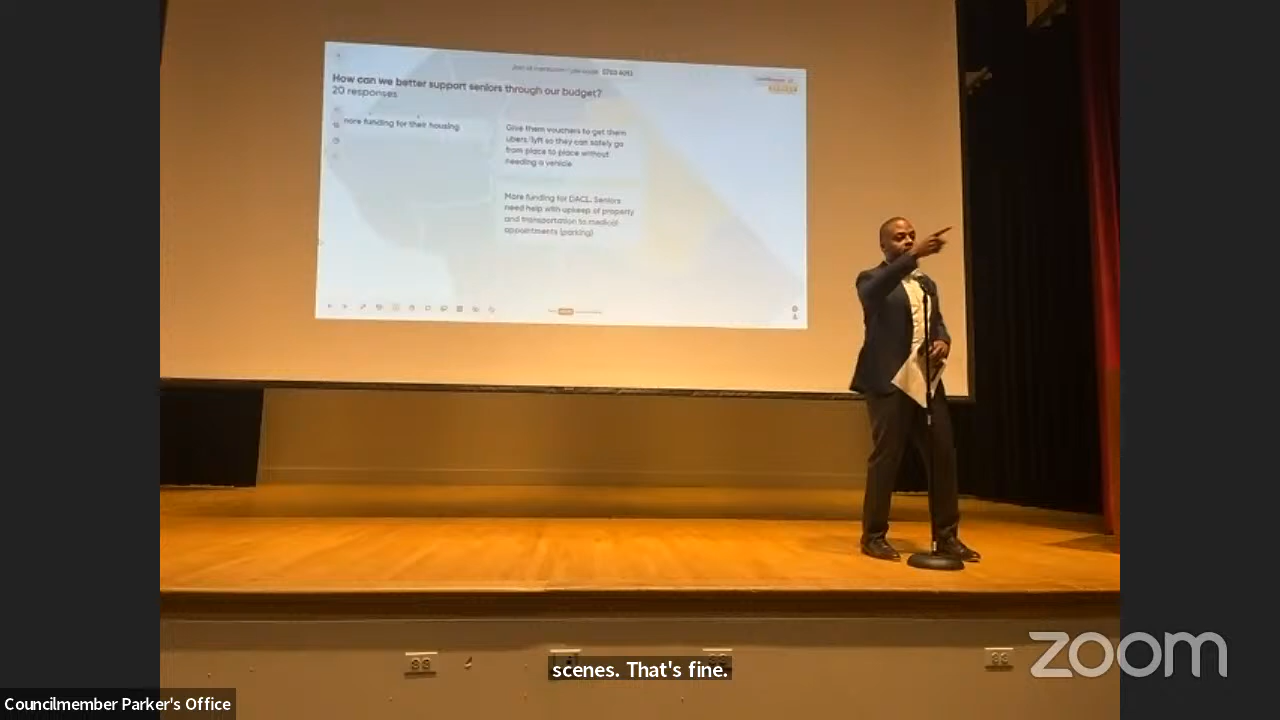 How can we better support seniors through our budget?
20 responses
more funding for their housing
Give them vouchers to get them
ubers/lyft so they can safely go
from place to place without
needing a vehicle
More funding for DACL. Seniors
need help with upkeep of property
and transportation to medical
appointments (parking)
scenes. That's fine.
zoom
Councilmember Parker's Office